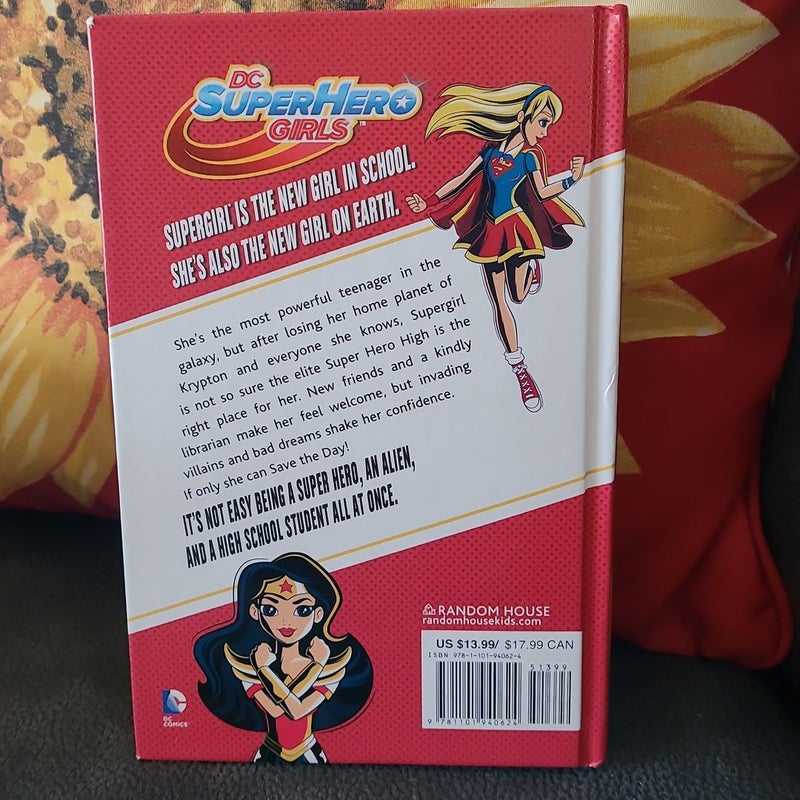 DC
SUPERHERO
GIRLS™
SUPERGIRL™ IS THE NEW GIRL IN SCHOOL.
SHE'S ALSO THE NEW GIRL ON EARTH.
She's the most powerful teenager in the
galaxy, but after losing her home planet of
Krypton and everyone she knows, Supergirl
is not so sure the elite Super Hero High is the
right place for her. New friends and a kindly
librarian make her feel welcome, but invading
villains and bad dreams shake her confidence.
If only she can Save the Day!
IT'S NOT EASY BEING A SUPER HERO, AN ALIEN,
AND A HIGH SCHOOL STUDENT ALL AT ONCE.
RANDOM HOUSE
randomhousekids.com
US $13.99/ $17.99 CAN
ISBN 978-1-101-94062-4
51399
9 781101 940624
DC
COMICS™